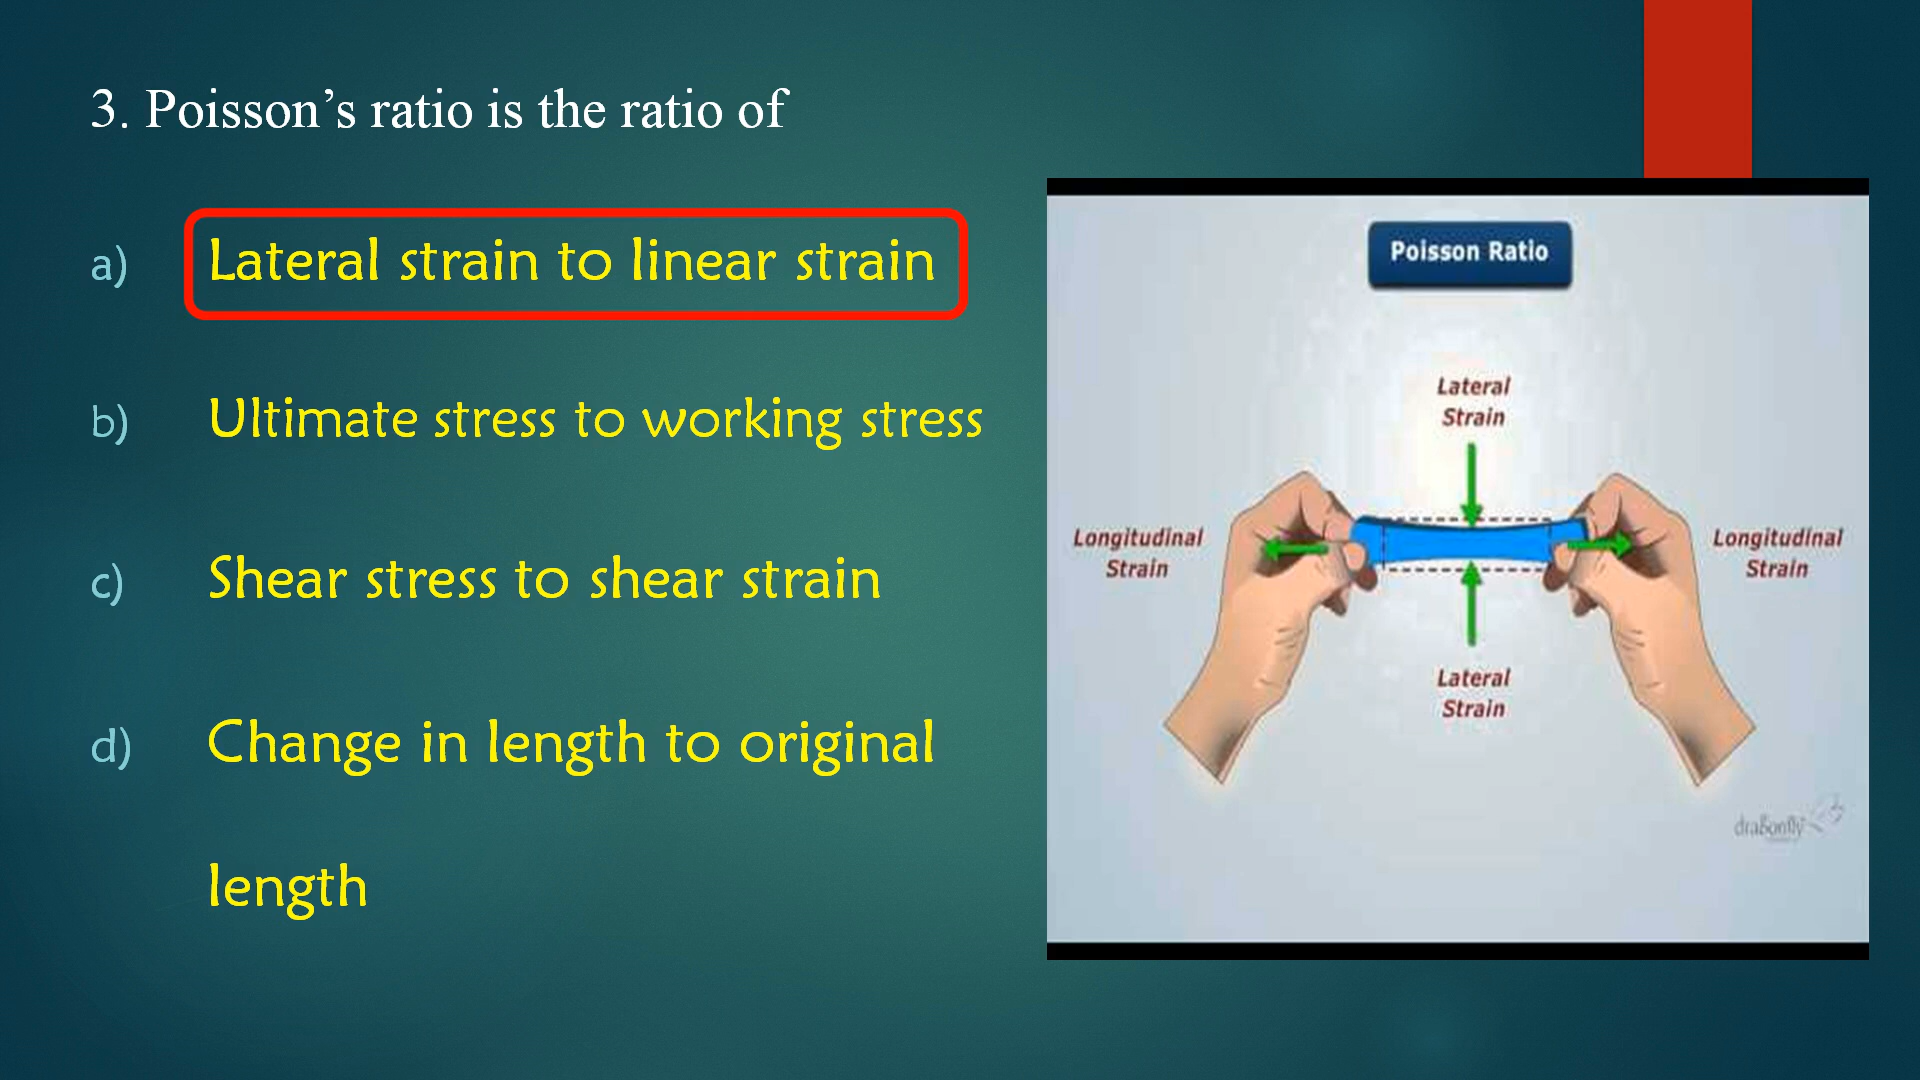 3. Poisson’s ratio is the ratio of
a) Lateral strain to linear strain
b) Ultimate stress to working stress
c) Shear stress to shear strain
d) Change in length to original
length
Poisson Ratio
Lateral
Strain
Longitudinal
Strain
Longitudinal
Strain
Lateral
Strain
dragonfly